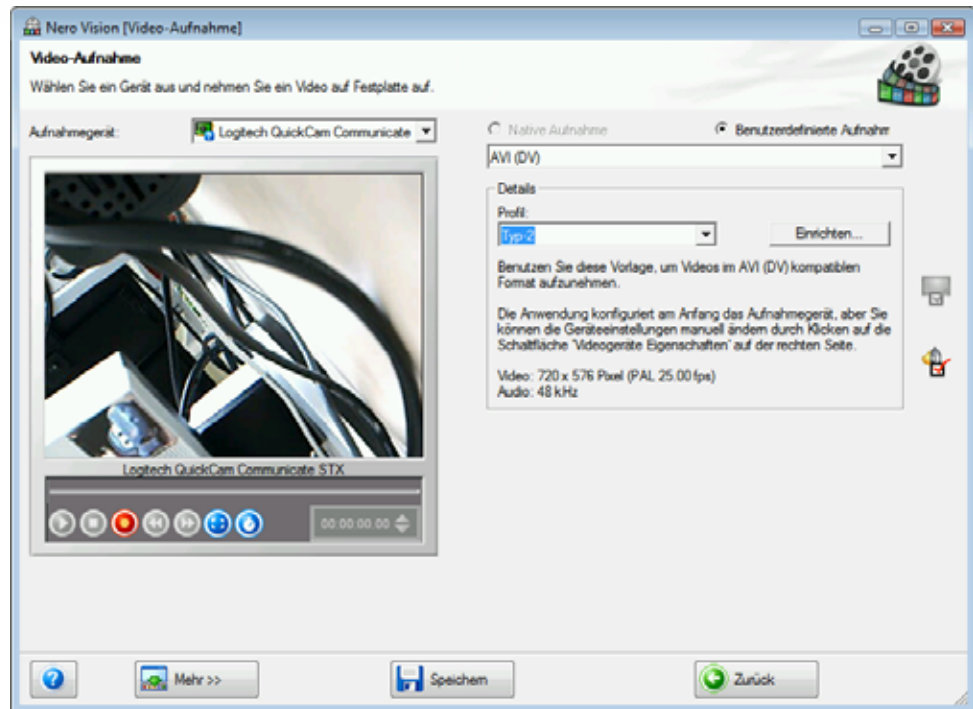 Nero Vision [Video-Aufnahme]
Video-Aufnahme
Wählen Sie ein Gerät aus und nehmen Sie ein Video auf Festplatte auf.
Aufnahmegerät:
Logitech QuickCam Communicate
Native Aufnahme
Benutzerdefinierte Aufnahm
AVI (DV)
Details
Profil:
Typ-2
Einrichten...
Benutzen Sie diese Vorlage, um Videos im AVI (DV) kompatiblen
Format aufzunehmen.
Die Anwendung konfiguriert am Anfang das Aufnahmegerät, aber Sie
können die Geräteeinstellungen manuell ändern durch Klicken auf die
Schaltfläche 'Videogeräte Eigenschaften' auf der rechten Seite.
Video: 720 x 576 Pixel (PAL 25.00 fps)
Audio: 48 kHz
Logitech QuickCam Communicate STX
00:00:00.00
Mehr >>
Speichern
Zurück